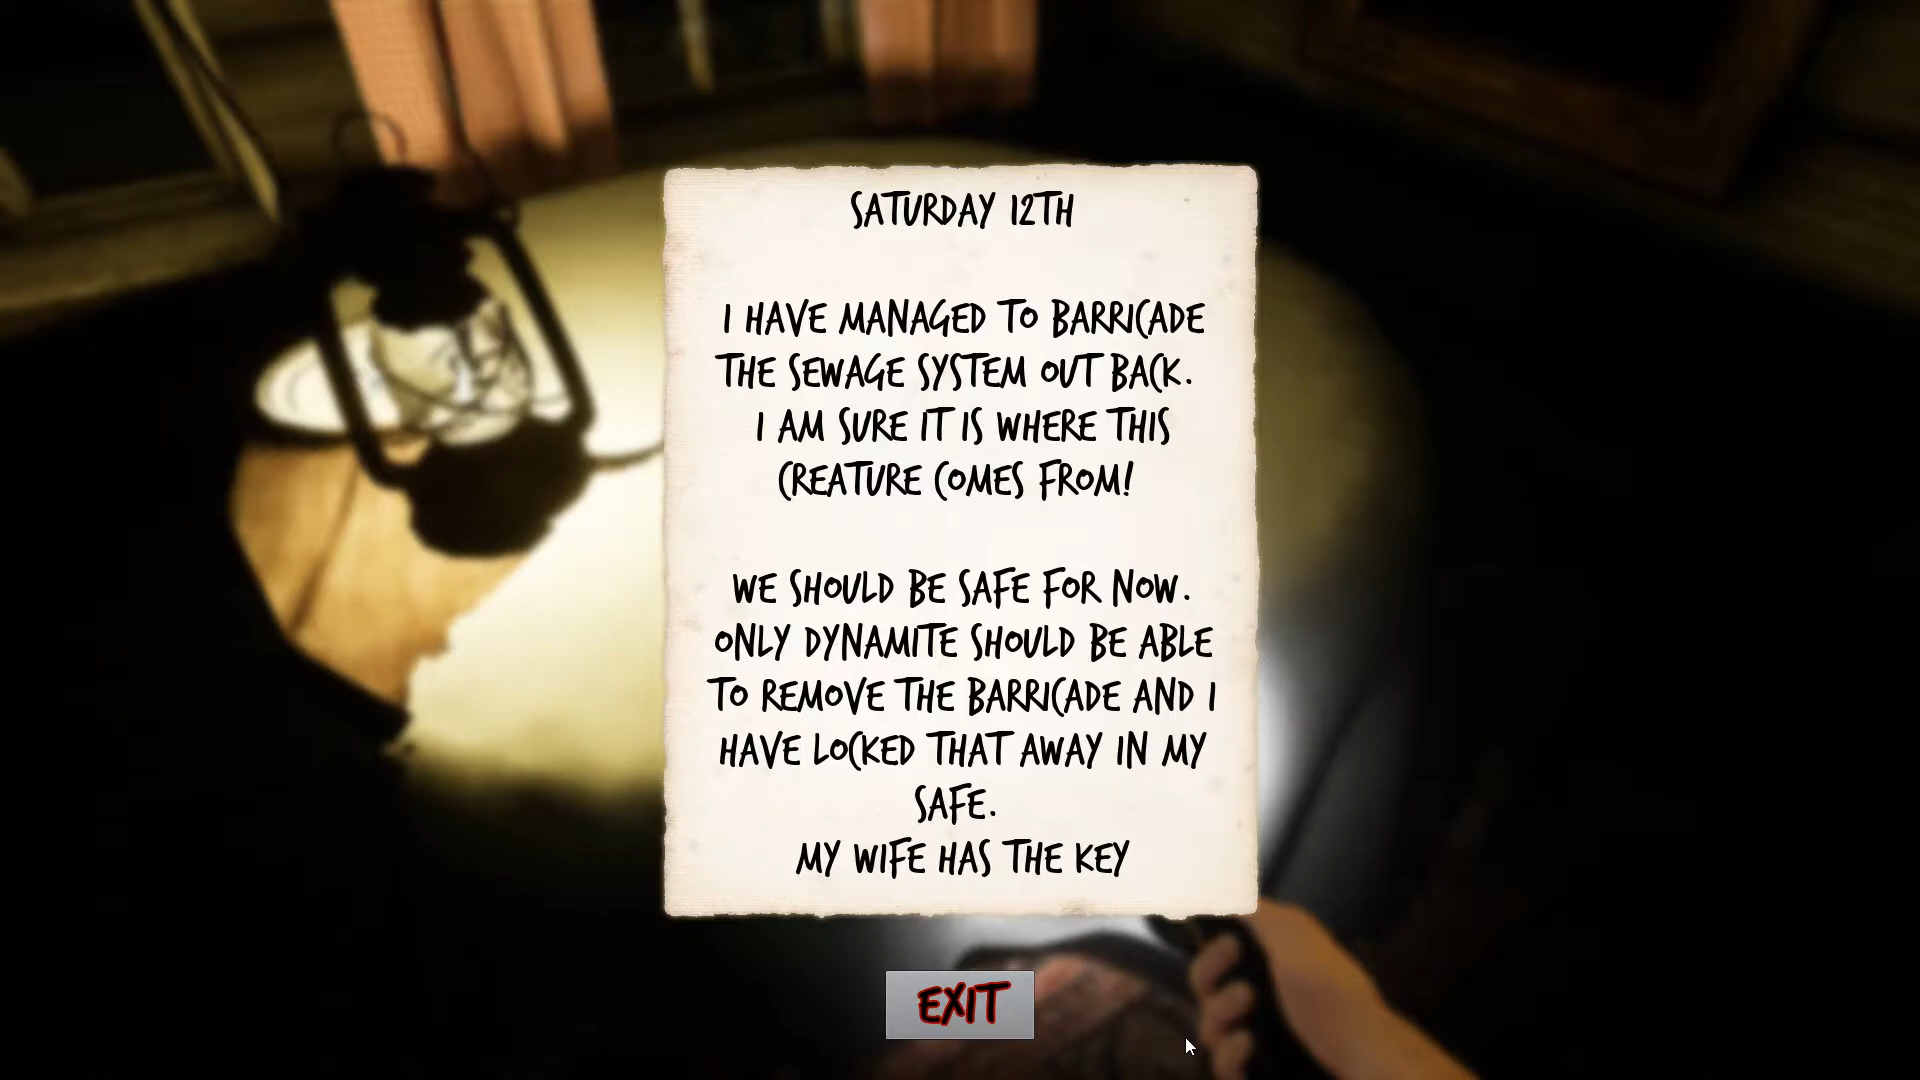 SATURDAY 12TH
I HAVE MANAGED TO BARRICADE
THE SEWAGE SYSTEM OUT BACK.
I AM SURE IT IS WHERE THIS
CREATURE COMES FROM!
WE SHOULD BE SAFE FOR NOW.
ONLY DYNAMITE SHOULD BE ABLE
TO REMOVE THE BARRICADE AND I
HAVE LOCKED THAT AWAY IN MY
SAFE.
MY WIFE HAS THE KEY
EXIT